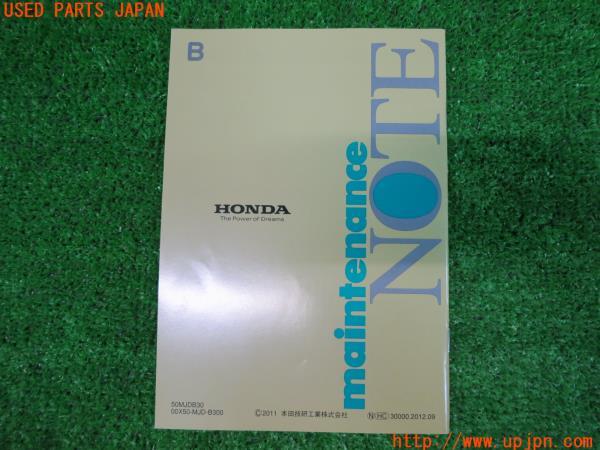 USED PARTS JAPAN
B
maintenance
NOTE
HONDA
The Power of Dreams
50MJDB30
00X50-MJD-B300
©2011 本田技研工業株式会社
N HC 30000.2012.09
http://www.upjpn.com/